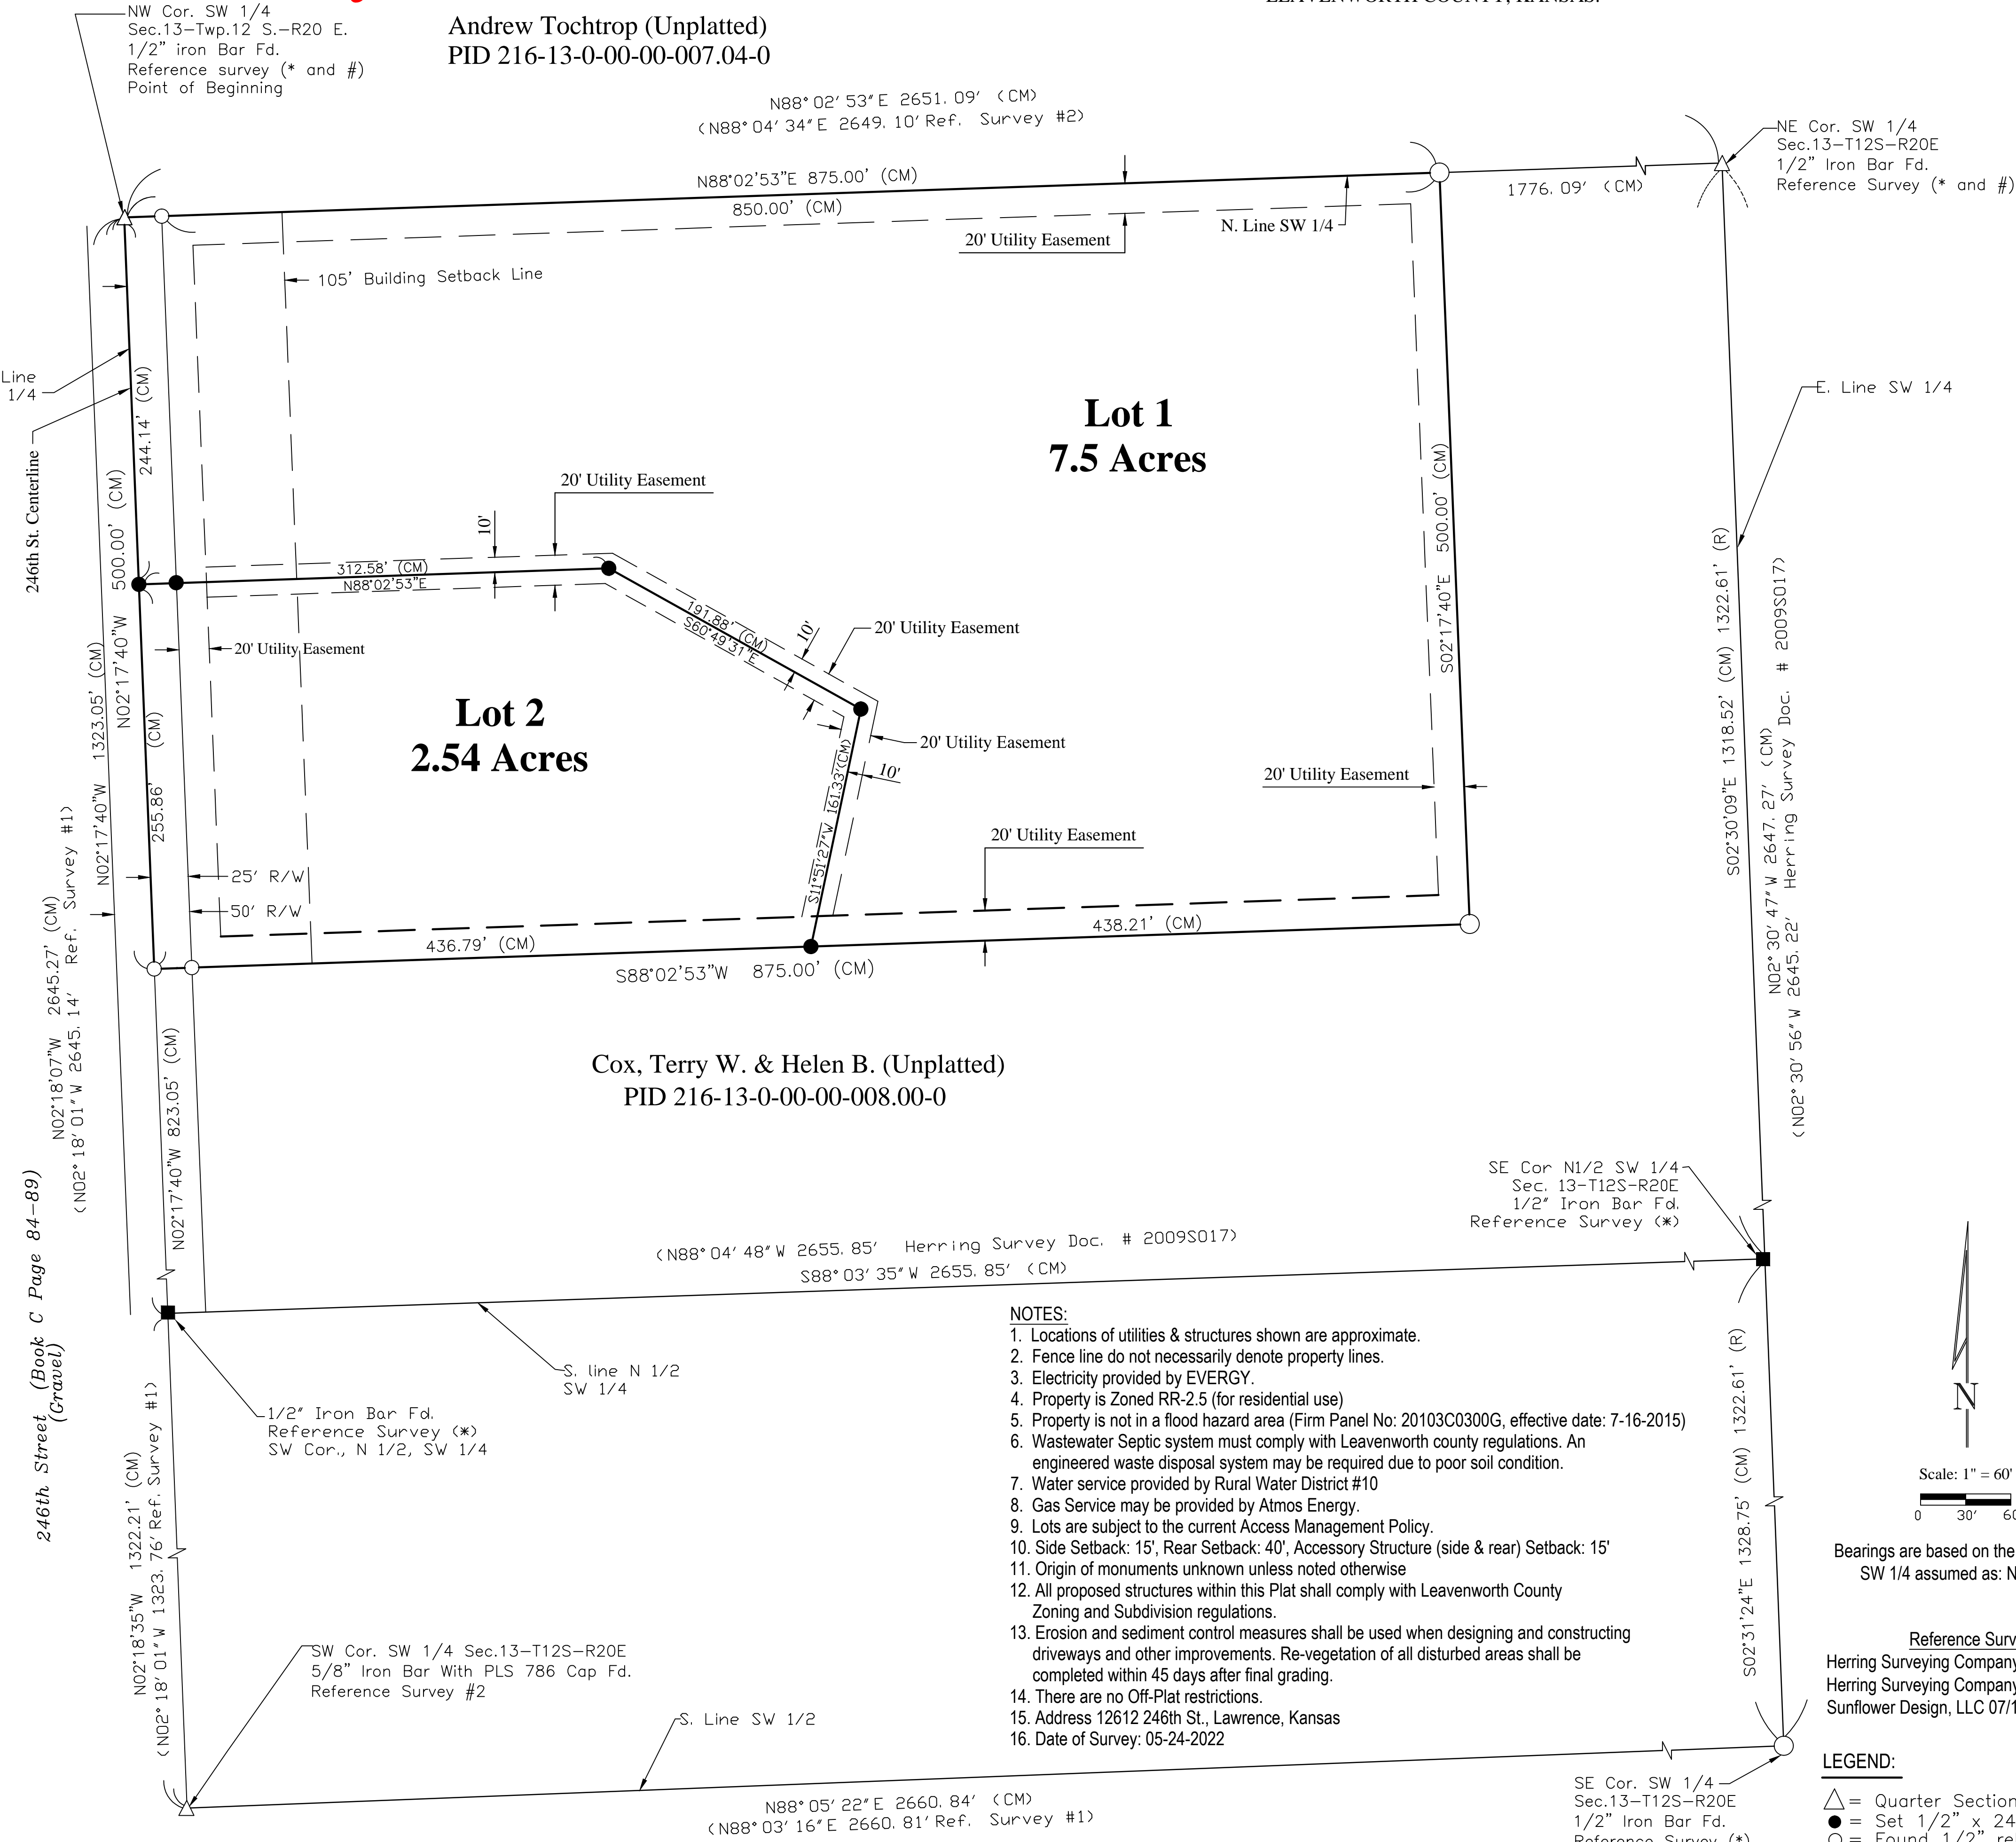 LEAVENWORTH COUNTY, KANSAS.
NW Cor. SW 1/4
Sec.13-Twp.12 S.-R20 E.
1/2" iron Bar Fd.
Reference survey (* and #)
Point of Beginning
Andrew Tochtrop (Unplatted)
PID 216-13-0-00-00-007.04-0
N88°02'53"E 2651.09' (CM)
(N88°04'34"E 2649.10' Ref. Survey #2)
NE Cor. SW 1/4
Sec.13-T12S-R20E
1/2" Iron Bar Fd.
Reference Survey (* and #)
N88°02'53"E 875.00' (CM)
850.00' (CM)
1776.09' (CM)
N. Line SW 1/4
20' Utility Easement
105' Building Setback Line
Line
1/4
246th St. Centerline
244.14' (CM)
N02°17'40"W 500.00' (CM)
N02°17'40"W 1323.05' (CM)
Lot 1
7.5 Acres
E. Line SW 1/4
20' Utility Easement
10'
312.58' (CM)
N88°02'53"E
191.88' (CM)
S60°49'31"E
10'
20' Utility Easement
20' Utility Easement
S02°17'40"E 500.00' (CM)
S02°30'09"E 1318.52' (CM) 1322.61' (R)
N02°30'47"W 2647.27' (CM)
(N02°30'56"W 2645.22' Herring Survey Doc. # 2009S017)
Lot 2
2.54 Acres
20' Utility Easement
S11°51'27"W 161.33'(CM)
10'
20' Utility Easement
20' Utility Easement
255.86' (CM)
25' R/W
50' R/W
436.79' (CM)
438.21' (CM)
S88°02'53"W 875.00' (CM)
N02°18'07"W 2645.27' (CM)
(N02°18'01"W 2645.14' Ref. Survey #1)
N02°17'40"W 823.05' (CM)
Cox, Terry W. & Helen B. (Unplatted)
PID 216-13-0-00-00-008.00-0
246th Street (Book C Page 84-89)
(Gravel)
SE Cor N1/2 SW 1/4
Sec. 13-T12S-R20E
1/2" Iron Bar Fd.
Reference Survey (*)
(N88°04'48"W 2655.85' Herring Survey Doc. # 2009S017)
S88°03'35"W 2655.85' (CM)
S. line N 1/2
SW 1/4
1/2" Iron Bar Fd.
Reference Survey (*)
SW Cor., N 1/2, SW 1/4
N02°18'35"W 1322.21' (CM)
(N02°18'01"W 1323.76' Ref. Survey #1)
NOTES:
1. Locations of utilities & structures shown are approximate.
2. Fence line do not necessarily denote property lines.
3. Electricity provided by EVERGY.
4. Property is Zoned RR-2.5 (for residential use)
5. Property is not in a flood hazard area (Firm Panel No: 20103C0300G, effective date: 7-16-2015)
6. Wastewater Septic system must comply with Leavenworth county regulations. An
engineered waste disposal system may be required due to poor soil condition.
7. Water service provided by Rural Water District #10
8. Gas Service may be provided by Atmos Energy.
9. Lots are subject to the current Access Management Policy.
10. Side Setback: 15', Rear Setback: 40', Accessory Structure (side & rear) Setback: 15'
11. Origin of monuments unknown unless noted otherwise
12. All proposed structures within this Plat shall comply with Leavenworth County
Zoning and Subdivision regulations.
13. Erosion and sediment control measures shall be used when designing and constructing
driveways and other improvements. Re-vegetation of all disturbed areas shall be
completed within 45 days after final grading.
14. There are no Off-Plat restrictions.
15. Address 12612 246th St., Lawrence, Kansas
16. Date of Survey: 05-24-2022
S02°31'24"E 1328.75' (CM) 1322.61' (R)
N
Scale: 1" = 60'
0 30' 60
Bearings are based on the
SW 1/4 assumed as: N
Reference Surv
Herring Surveying Company
Herring Surveying Company
Sunflower Design, LLC 07/1
LEGEND:
= Quarter Section
= Set 1/2" x 24
= Found 1/2" re
SW Cor. SW 1/4 Sec.13-T12S-R20E
5/8" Iron Bar With PLS 786 Cap Fd.
Reference Survey #2
S. Line SW 1/2
N88°05'22"E 2660.84' (CM)
(N88°03'16"E 2660.81' Ref. Survey #1)
SE Cor. SW 1/4
Sec.13-T12S-R20E
1/2" Iron Bar Fd.
Reference Survey (*)